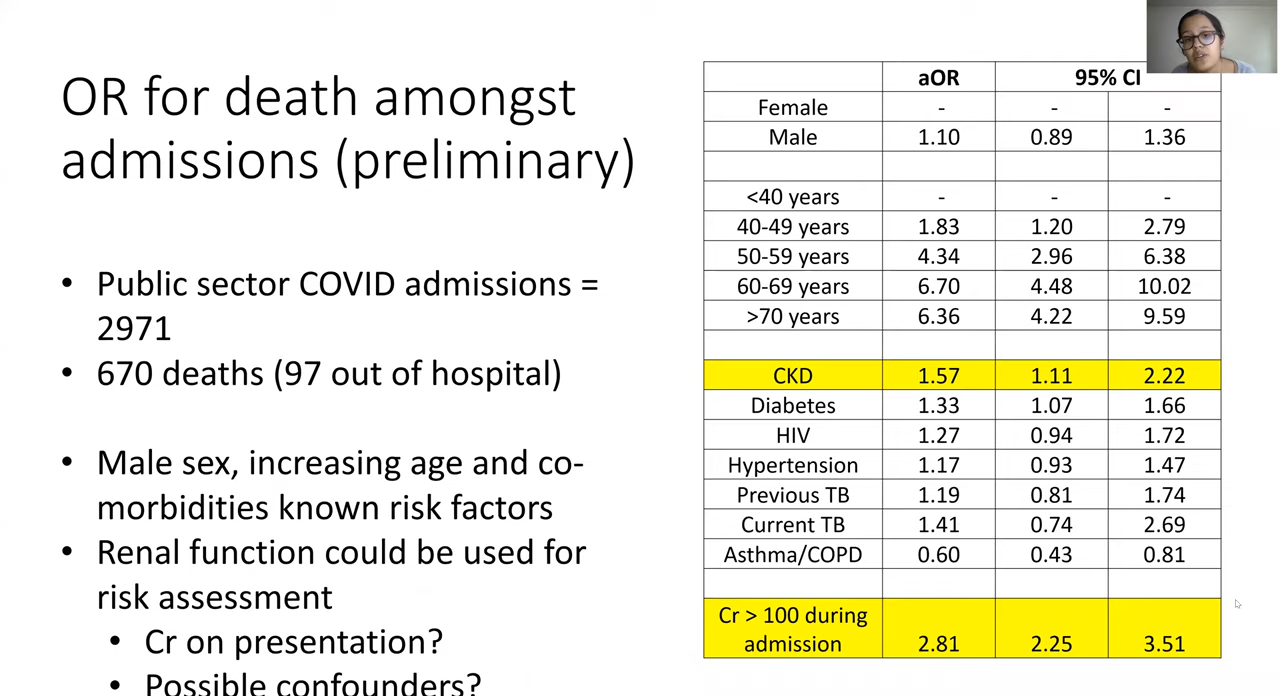 OR for death amongst
admissions (preliminary)
• Public sector COVID admissions =
2971
• 670 deaths (97 out of hospital)
• Male sex, increasing age and co-
morbidities known risk factors
• Renal function could be used for
risk assessment
• Cr on presentation?
• Possible confounders?
aOR 95% CI
Female - - -
Male 1.10 0.89 1.36
<40 years - - -
40-49 years 1.83 1.20 2.79
50-59 years 4.34 2.96 6.38
60-69 years 6.70 4.48 10.02
>70 years 6.36 4.22 9.59
CKD 1.57 1.11 2.22
Diabetes 1.33 1.07 1.66
HIV 1.27 0.94 1.72
Hypertension 1.17 0.93 1.47
Previous TB 1.19 0.81 1.74
Current TB 1.41 0.74 2.69
Asthma/COPD 0.60 0.43 0.81
Cr > 100 during
admission 2.81 2.25 3.51